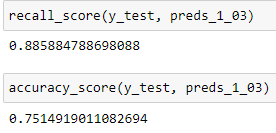 recall_score(y_test, preds_1_03)
0.885884788698088
accuracy_score(y_test, preds_1_03)
0.7514919011082694